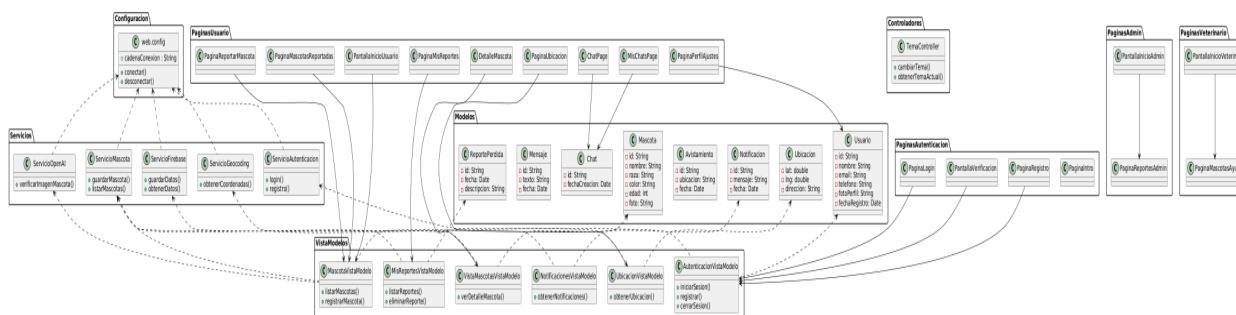 Configuracion
web.config
cadenaConexion : String
conectar()
desconectar()
PaginasUsuario
PaginaReportarMascota
PaginaMascotasReportadas
PantallaInicioUsuario
PaginaMisReportes
DetalleMascota
PaginaUbicacion
ChatPage
MisChatsPage
PaginaPerfilAjustes
Controladores
TemaController
cambiarTema()
obtenerTemaActual()
PaginasAdmin
PantallaInicioAdmin
PaginaReportesAdmin
PaginasVeterinario
PantallaInicioVeterin
PaginaMascotasAyu
Servicios
ServicioOpenAI
verificarImagenMascota()
ServicioMascota
guardarMascota()
listarMascotas()
ServicioFirebase
guardarDatos()
obtenerDatos()
ServicioGeocoding
obtenerCoordenadas()
ServicioAutenticacion
login()
registro()
Modelos
ReportePerdida
id: String
fecha: Date
descripcion: String
Mensaje
id: String
texto: String
fecha: Date
Chat
id: String
fechaCreacion: Date
Mascota
id: String
nombre: String
raza: String
color: String
edad: int
foto: String
Avistamiento
id: String
ubicacion: String
fecha: Date
Notificacion
id: String
mensaje: String
fecha: Date
Ubicacion
lat: double
lng: double
direccion: String
Usuario
id: String
nombre: String
email: String
telefono: String
fotoPerfil: String
fechaRegistro: Date
PaginasAutenticacion
PaginaLogin
PantallaVerificacion
PaginaRegistro
PaginaIntro
VistaModelos
MascotaVistaModelo
listarMascotas()
registrarMascota()
MisReportesVistaModelo
listarReportes()
eliminarReporte()
VistaMascotasVistaModelo
verDetalleMascota()
NotificacionesVistaModelo
obtenerNotificaciones()
UbicacionVistaModelo
obtenerUbicacion()
AutenticacionVistaModelo
iniciarSesion()
registrar()
cerrarSesion()